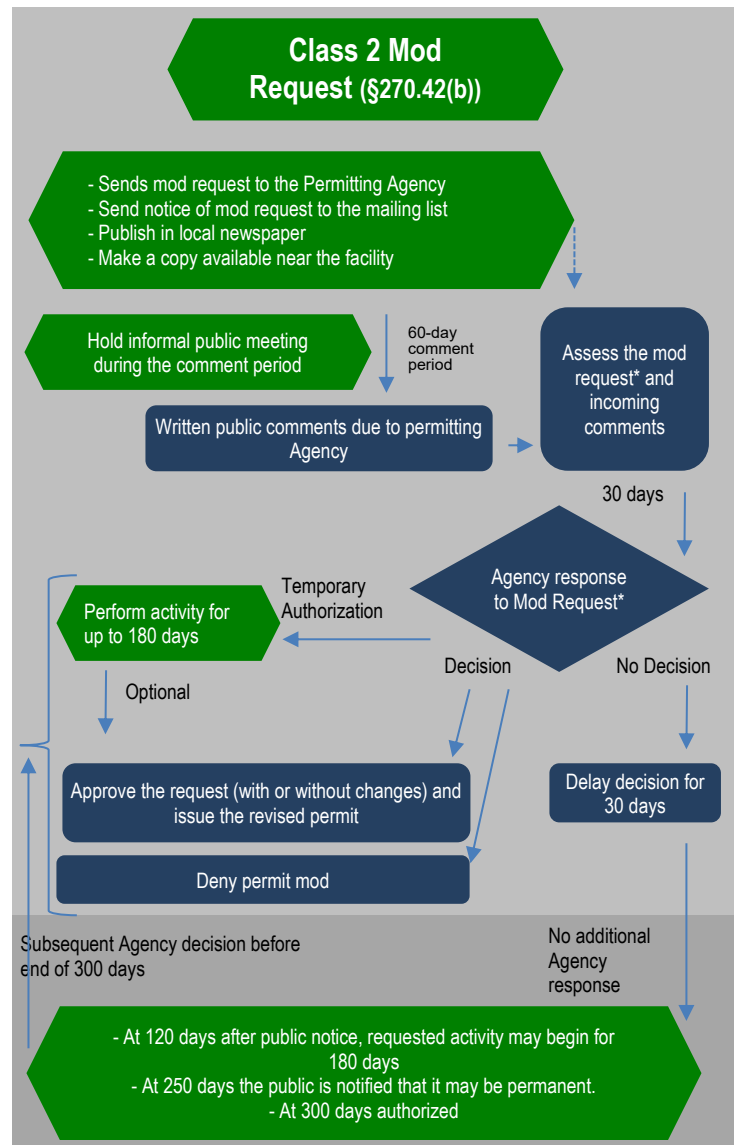 Class 2 Mod
Request (§270.42(b))
- Sends mod request to the Permitting Agency
- Send notice of mod request to the mailing list
- Publish in local newspaper
- Make a copy available near the facility
Hold informal public meeting
during the comment period
60-day
comment
period
Assess the mod
request* and
incoming
comments
Written public comments due to permitting
Agency
30 days
Agency response
to Mod Request*
Temporary
Authorization
Perform activity for
up to 180 days
Decision
No Decision
Optional
Approve the request (with or without changes) and
issue the revised permit
Delay decision for
30 days
Deny permit mod
Subsequent Agency decision before
end of 300 days
No additional
Agency
response
- At 120 days after public notice, requested activity may begin for
180 days
- At 250 days the public is notified that it may be permanent.
- At 300 days authorized